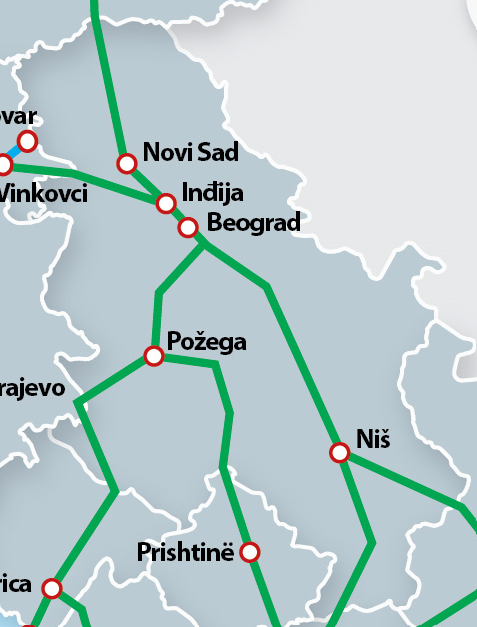 ovar
Novi Sad
Vinkovci
Inđija
Beograd
Požega
rajevo
Niš
Prishtinë
rica